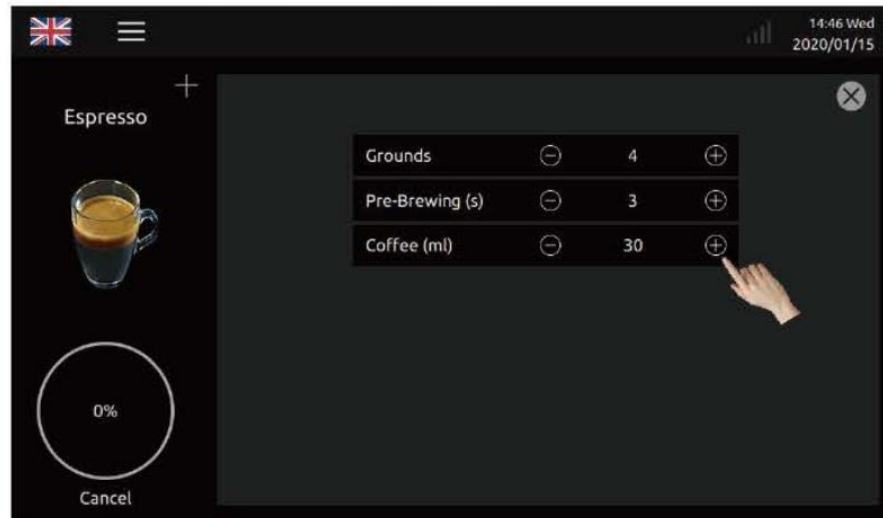 14:46 Wed
2020/01/15
Espresso
Grounds 4
Pre-Brewing (s) 3
Coffee (ml) 30
0%
Cancel